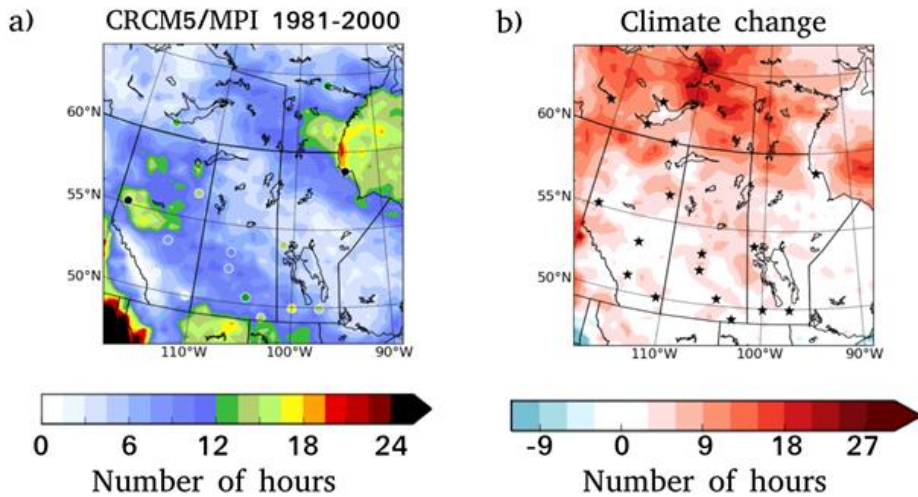 a) CRCM5/MPI 1981-2000
60°N
55°N
50°N
110°W 100°W 90°W
0 6 12 18 24
Number of hours
b) Climate change
60°N
55°N
50°N
110°W 100°W 90°W
-9 0 9 18 27
Number of hours